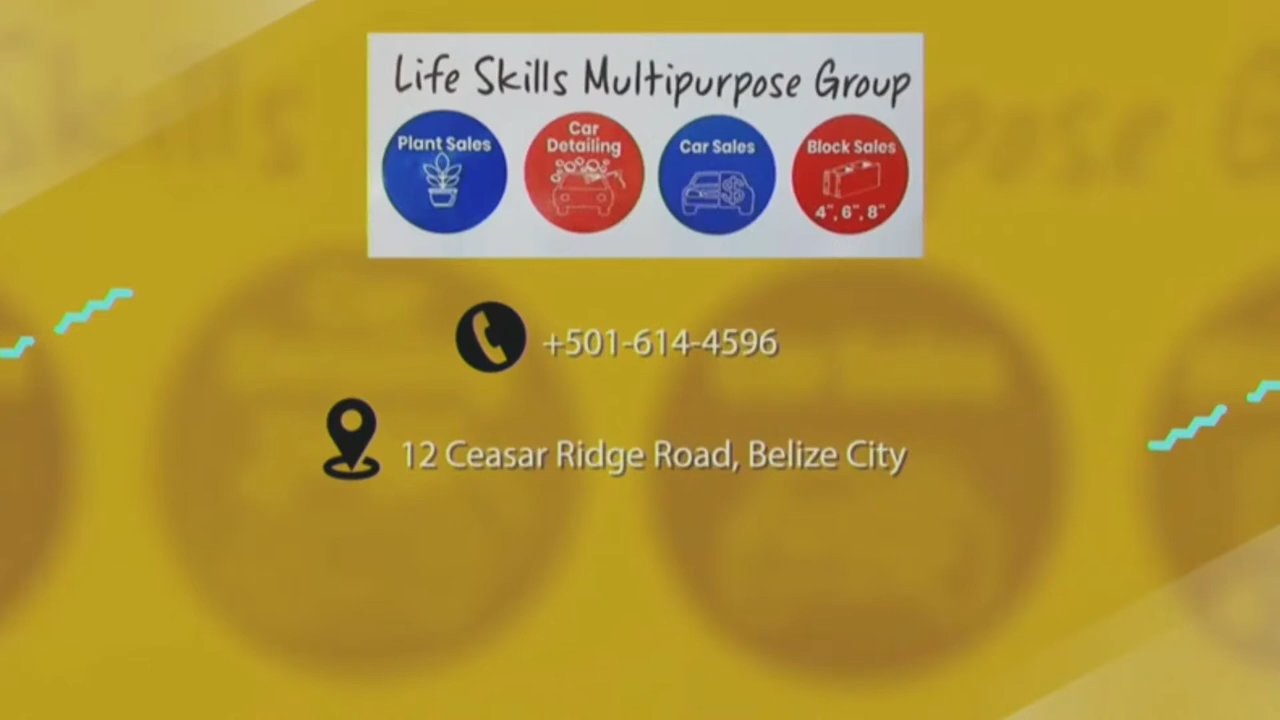 Life Skills Multipurpose Group
Plant Sales
Car
Detailing
Car Sales
Block Sales
4", 6", 8"
+501-614-4596
12 Ceasar Ridge Road, Belize City